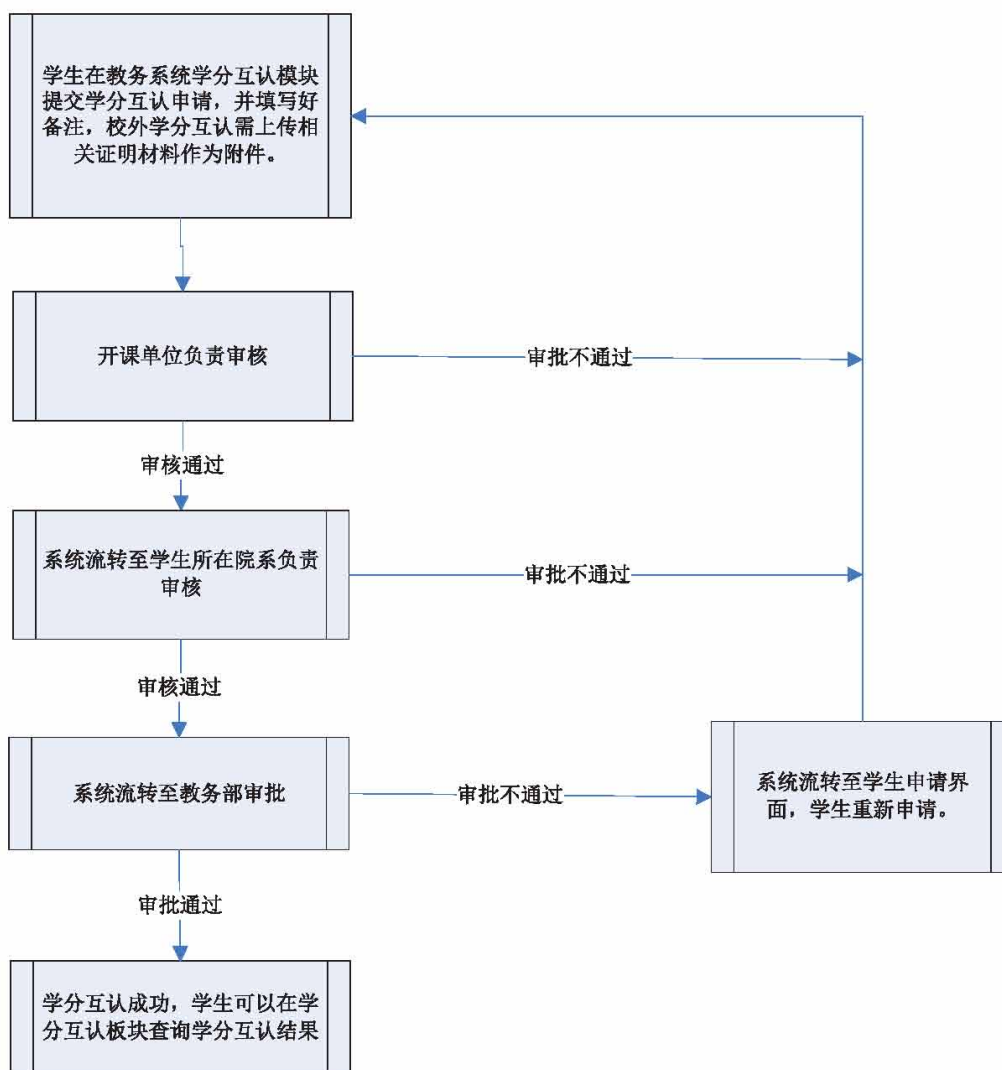 学生在教务系统学分互认模块
提交学分互认申请，并填写好
备注，校外学分互认需上传相
关证明材料作为附件。
开课单位负责审核
审批不通过
审核通过
系统流转至学生所在院系负责
审核
审批不通过
审核通过
系统流转至教务部审批
审批不通过
系统流转至学生申请界
面，学生重新申请。
审批通过
学分互认成功，学生可以在学
分互认板块查询学分互认结果